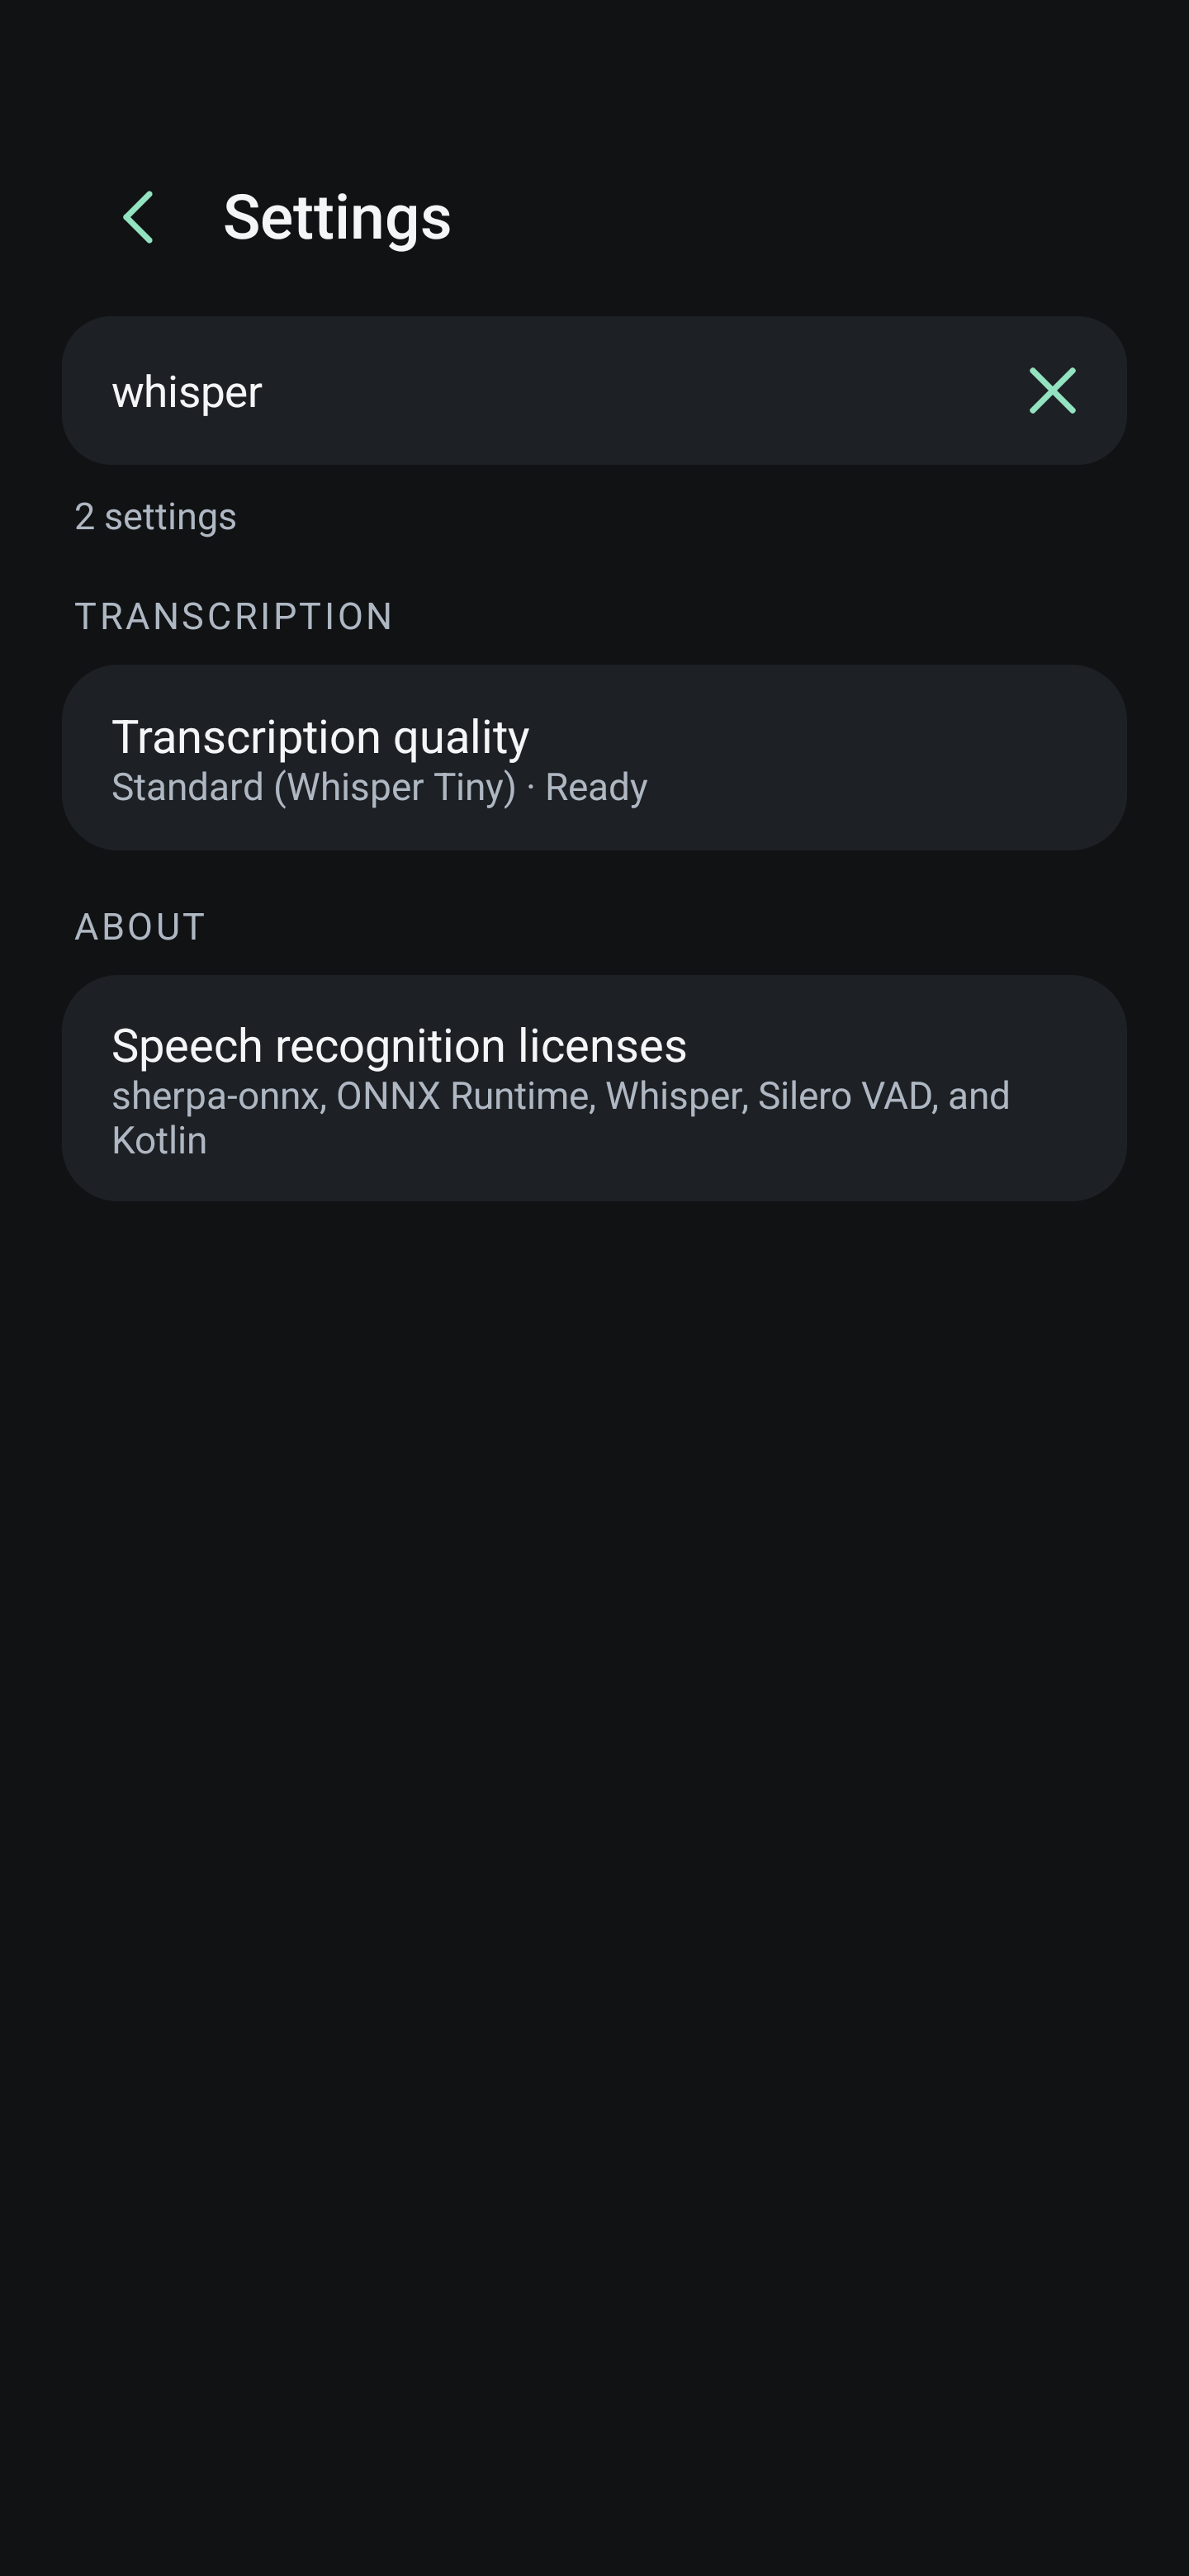 Settings
whisper
2 settings
TRANSCRIPTION
Transcription quality
Standard (Whisper Tiny) · Ready
ABOUT
Speech recognition licenses
sherpa-onnx, ONNX Runtime, Whisper, Silero VAD, and
Kotlin